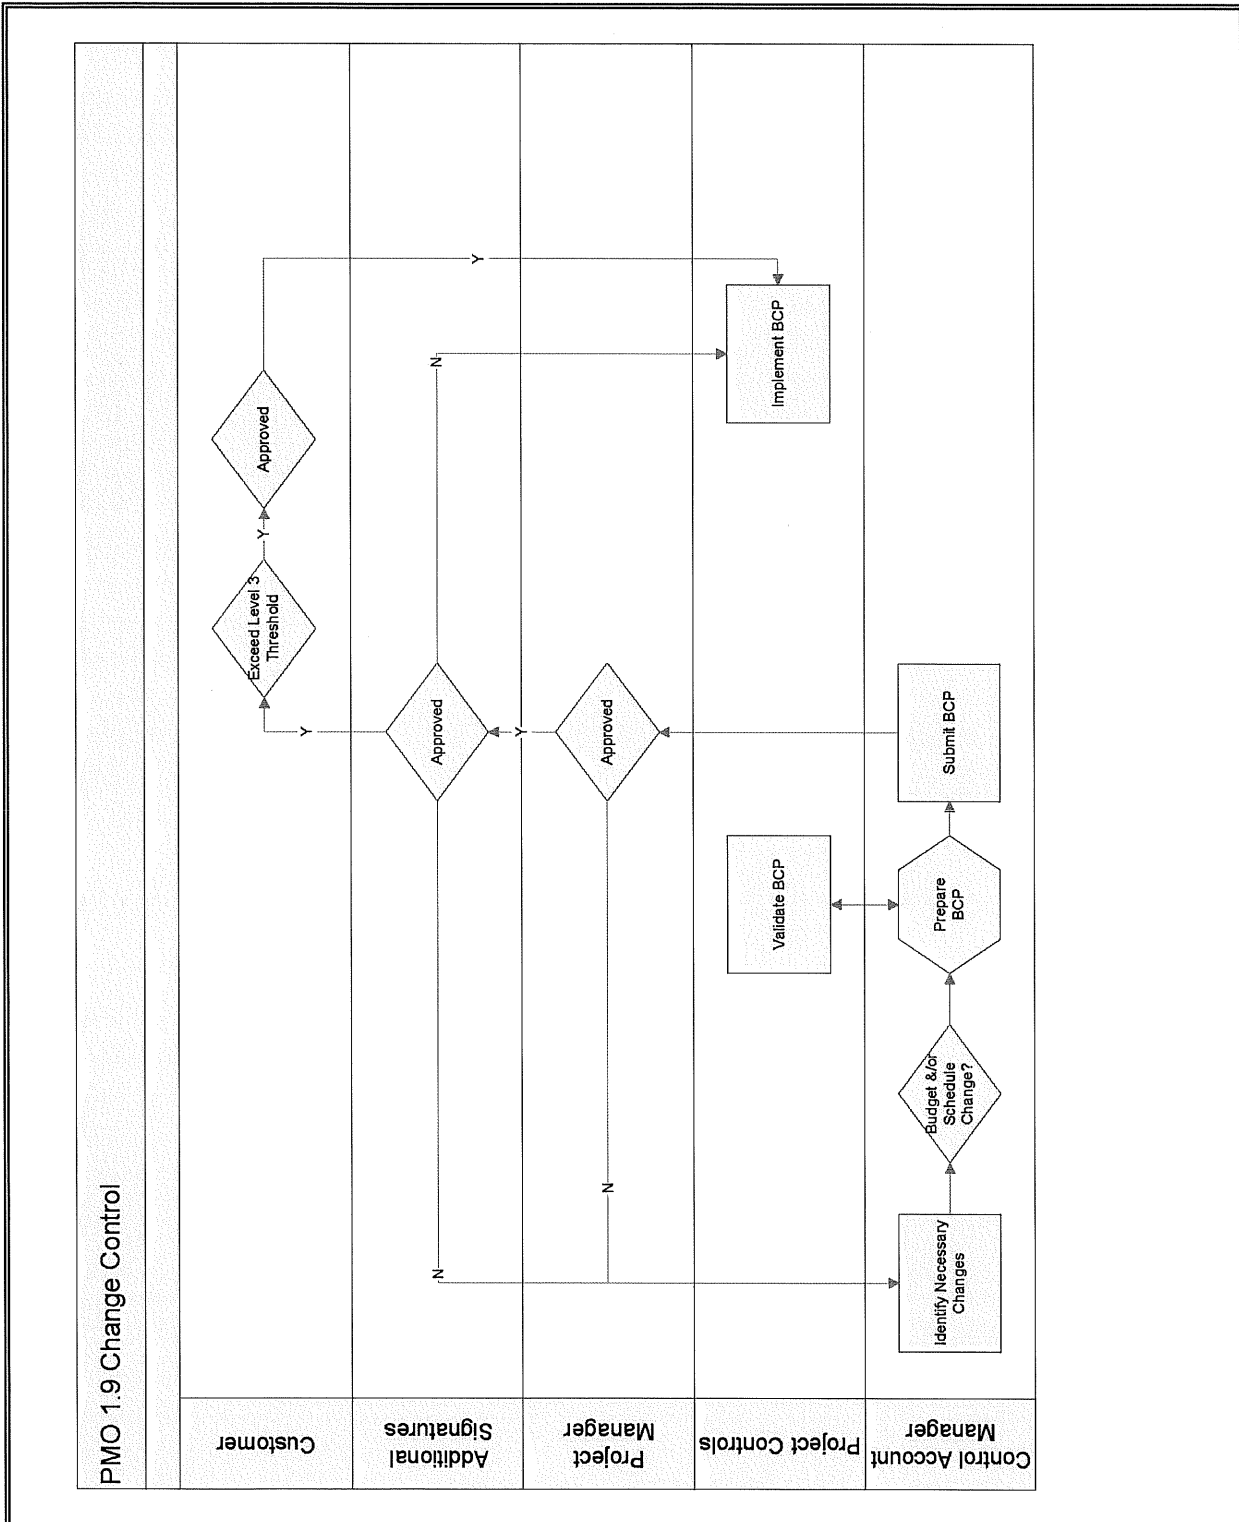 PMO 1.9 Change Control
Customer
Exceed Level 3
Threshold
Y
Approved
Y
Additional
Signatures
N
Approved
Y
N
Project
Manager
N
Approved
Y
Project Controls
Validate BCP
Implement BCP
Control Account
Manager
Identify Necessary
Changes
Budget &/or
Schedule
Change?
Prepare
BCP
Submit BCP